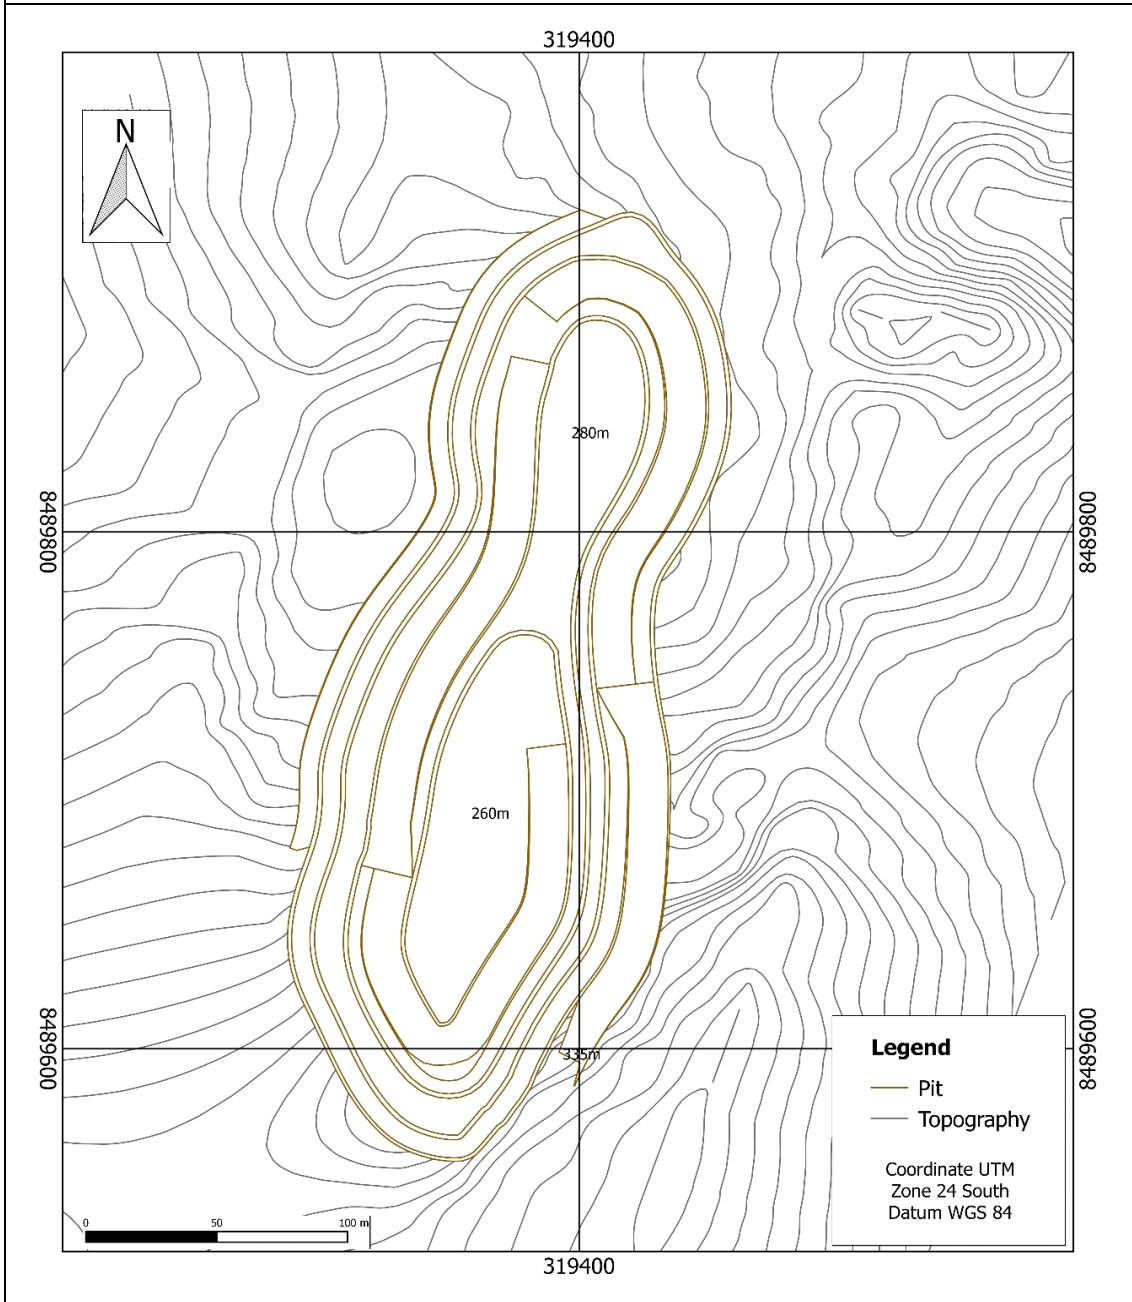 319400
N
280m
8489800
8489800
260m
8489600
335m
8489600
Legend
Pit
Topography
Coordinate UTM
Zone 24 South
Datum WGS 84
0 50 100 m
319400